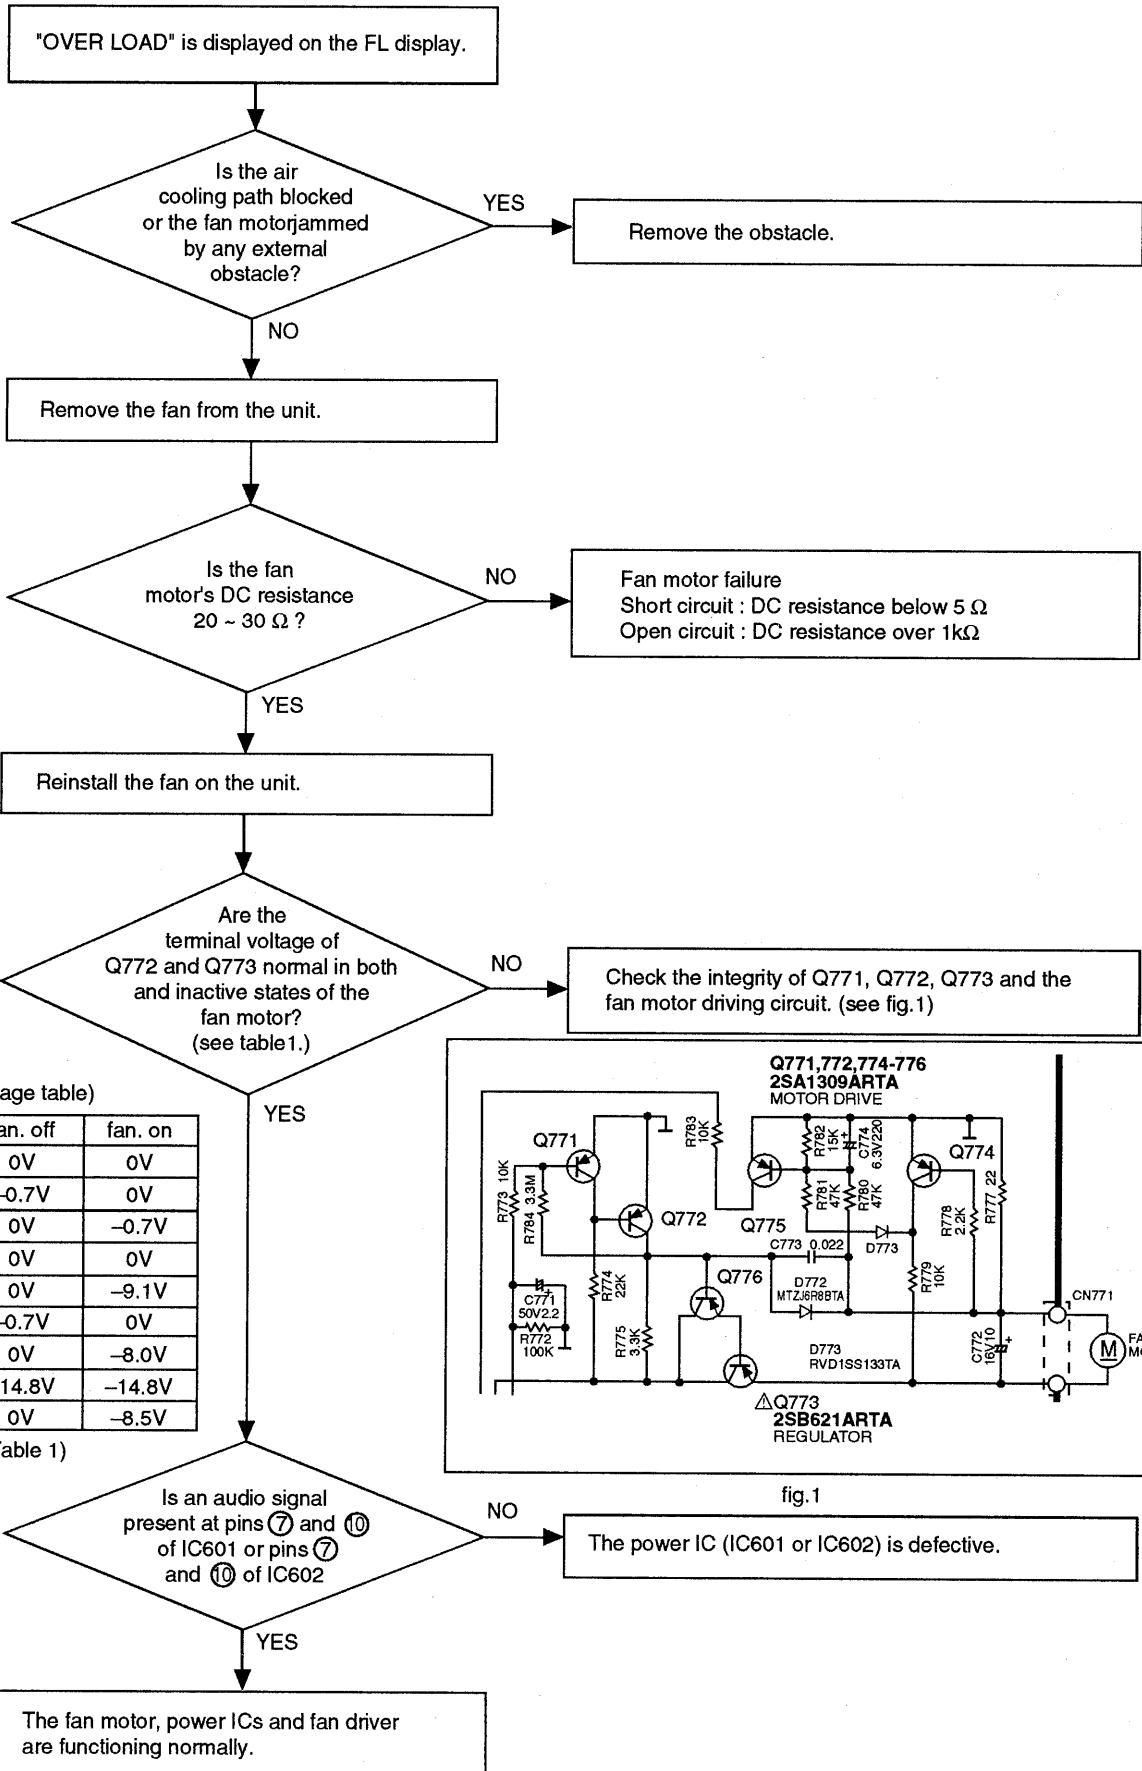 "OVER LOAD" is displayed on the FL display.
Is the air
cooling path blocked
or the fan motorjammed
by any external
obstacle?
YES
Remove the obstacle.
NO
Remove the fan from the unit.
Is the fan
motor's DC resistance
20 ~ 30 Ω ?
NO
Fan motor failure
Short circuit : DC resistance below 5 Ω
Open circuit : DC resistance over 1kΩ
YES
Reinstall the fan on the unit.
Are the
terminal voltage of
Q772 and Q773 normal in both
and inactive states of the
fan motor?
(see table1.)
NO
Check the integrity of Q771, Q772, Q773 and the
fan motor driving circuit. (see fig.1)
YES
age table)
an. off fan. on
0V 0V
-0.7V 0V
0V –0.7V
0V 0V
0V –9.1V
-0.7V 0V
0V –8.0V
14.8V –14.8V
0V –8.5V
able 1)
Q771,772,774-776
2SA1309ARTA
MOTOR DRIVE
R783
10K
Q771
R773 10K
R784 3.3M
Q772
R782
15K
C774
6.3V220
Q774
R781
47K
R780
47K
Q775
R778
2.2K
R777 22
C773 0.022
D773
R779
10K
Q776
D772
MTZJ6R8BTA
CN771
C771
50V2.2
R774
22K
R772
100K
R775
3.3K
D773
RVD1SS133TA
C772
16V10
M
FA
MO
Q773
2SB621ARTA
REGULATOR
fig.1
Is an audio signal
present at pins ⑦ and ⑩
of IC601 or pins ⑦
and ⑩ of IC602
NO
The power IC (IC601 or IC602) is defective.
YES
The fan motor, power ICs and fan driver
are functioning normally.